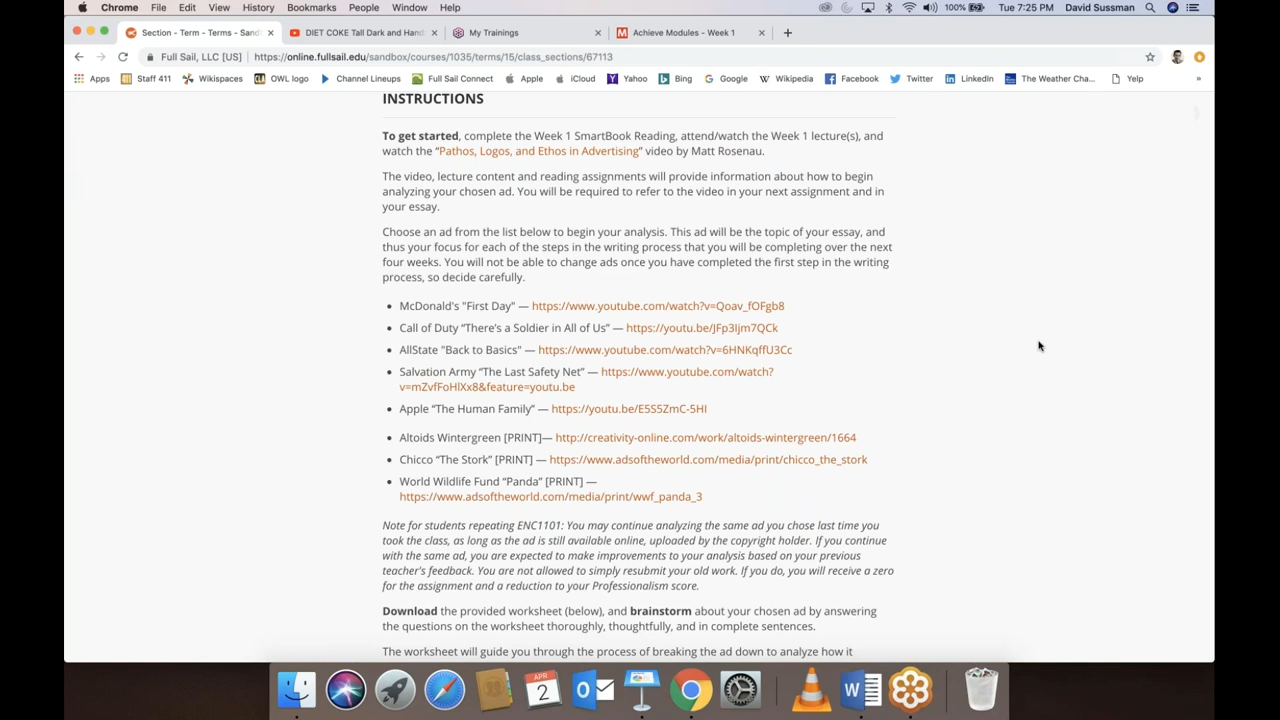 Chrome File Edit View History Bookmarks People Window Help 100% Tue 7:25 PM David Sussman
Section - Term - Terms - Sand DIET COKE Tall Dark and Hand My Trainings Achieve Modules - Week 1
Full Sail, LLC [US] https://online.fullsail.edu/sandbox/courses/1035/terms/15/class_sections/67113
Apps Staff 411 Wikispaces OWL logo Channel Lineups Full Sail Connect Apple iCloud Yahoo Bing Google Wikipedia Facebook Twitter LinkedIn The Weather Cha... Yelp »
INSTRUCTIONS
To get started, complete the Week 1 SmartBook Reading, attend/watch the Week 1 lecture(s), and
watch the “Pathos, Logos, and Ethos in Advertising” video by Matt Rosenau.
The video, lecture content and reading assignments will provide information about how to begin
analyzing your chosen ad. You will be required to refer to the video in your next assignment and in
your essay.
Choose an ad from the list below to begin your analysis. This ad will be the topic of your essay, and
thus your focus for each of the steps in the writing process that you will be completing over the next
four weeks. You will not be able to change ads once you have completed the first step in the writing
process, so decide carefully.
McDonald's "First Day" — https://www.youtube.com/watch?v=Qoav_fOFgb8
Call of Duty “There’s a Soldier in All of Us” — https://youtu.be/JFp3Ijm7QCk
AllState "Back to Basics" — https://www.youtube.com/watch?v=6HNKqffU3Cc
Salvation Army “The Last Safety Net” — https://www.youtube.com/watch?
v=mZvfFoHlXx8&feature=youtu.be
Apple “The Human Family” — https://youtu.be/E5S5ZmC-5HI
Altoids Wintergreen [PRINT]— http://creativity-online.com/work/altoids-wintergreen/1664
Chicco “The Stork” [PRINT] — https://www.adsoftheworld.com/media/print/chicco_the_stork
World Wildlife Fund “Panda” [PRINT] —
https://www.adsoftheworld.com/media/print/wwf_panda_3
Note for students repeating ENC1101: You may continue analyzing the same ad you chose last time you
took the class, as long as the ad is still available online, uploaded by the copyright holder. If you continue
with the same ad, you are expected to make improvements to your analysis based on your previous
teacher's feedback. You are not allowed to simply resubmit your old work. If you do, you will receive a zero
for the assignment and a reduction to your Professionalism score.
Download the provided worksheet (below), and brainstorm about your chosen ad by answering
the questions on the worksheet thoroughly, thoughtfully, and in complete sentences.
The worksheet will guide you through the process of breaking the ad down to analyze how it
APR
2